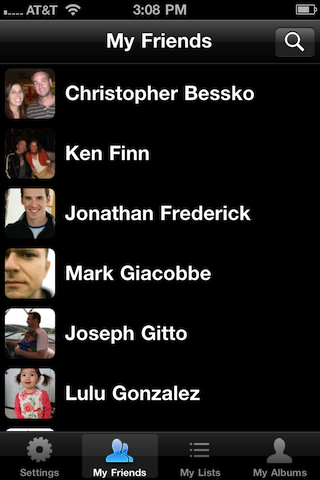 AT&T 3:08 PM
My Friends
Christopher Bessko
Ken Finn
Jonathan Frederick
Mark Giacobbe
Joseph Gitto
Lulu Gonzalez
Settings My Friends My Lists My Albums